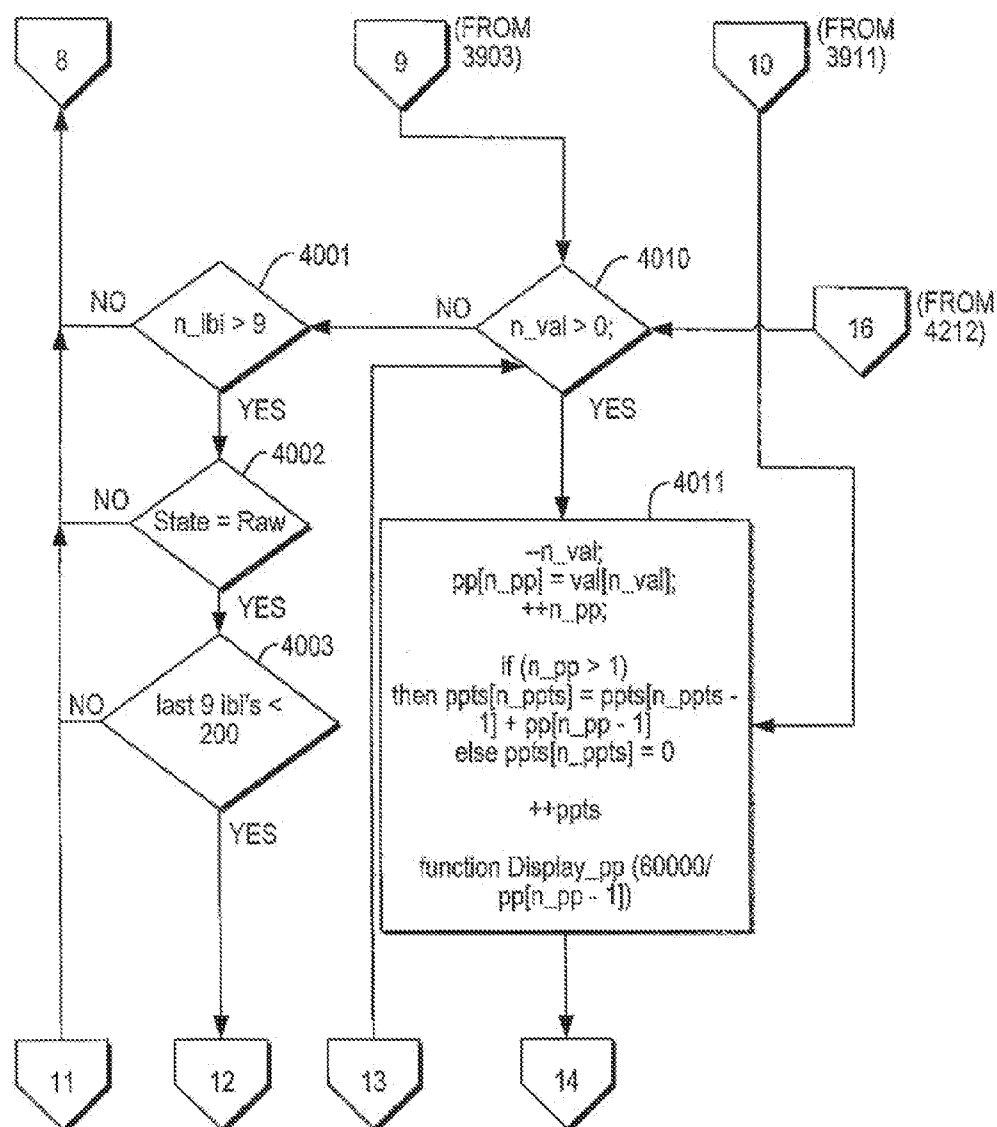 8
9
(FROM
3903)
10
(FROM
3911)
4001
n_ibi > 9
NO
YES
4010
n_val > 0;
NO
YES
16
(FROM
4212)
4002
State = Raw
NO
YES
4003
last 9 ibi's <
200
NO
YES
4011
--n_val;
pp[n_pp] = val[n_val];
++n_pp;
if (n_pp > 1)
then ppts[n_ppts] = ppts[n_ppts -
1] + pp[n_pp - 1]
else ppts[n_ppts] = 0
++ppts
function Display_pp (60000/
pp[n_pp - 1])
11
12
13
14